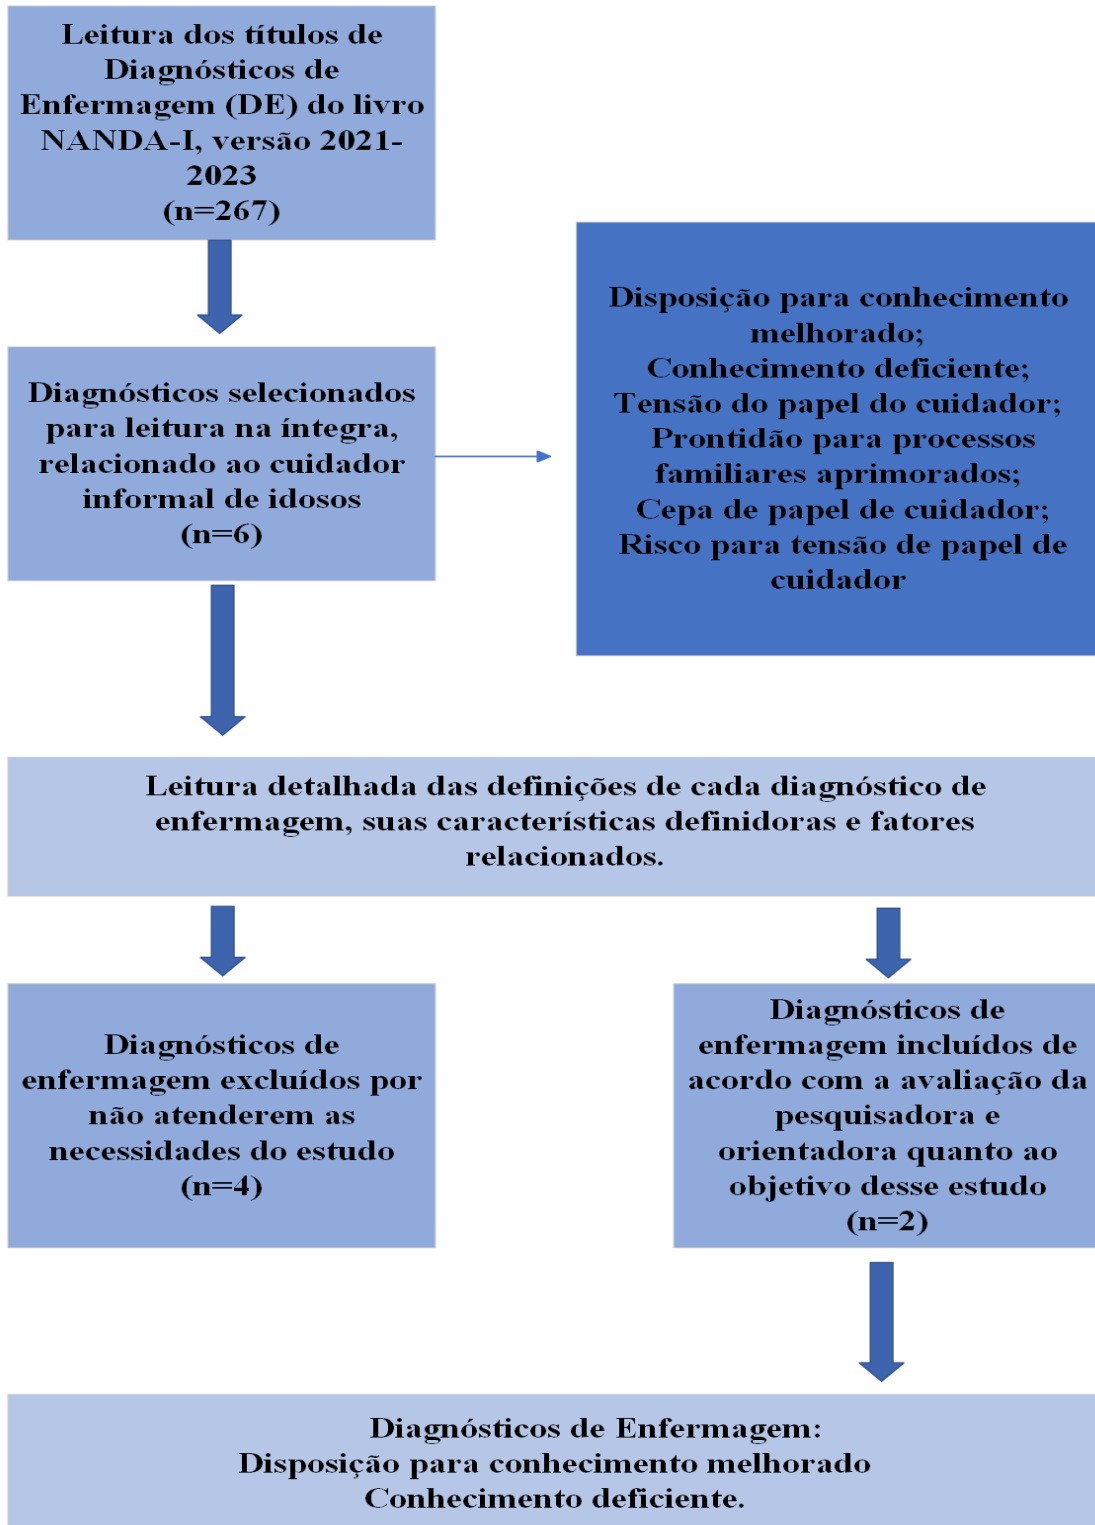 Leitura dos títulos de
Diagnósticos de
Enfermagem (DE) do livro
NANDA-I, versão 2021-
2023
(n=267)
Disposição para conhecimento
melhorado;
Conhecimento deficiente;
Tensão do papel do cuidador;
Prontidão para processos
familiares aprimorados;
Cepa de papel de cuidador;
Risco para tensão de papel de
cuidador
Diagnósticos selecionados
para leitura na íntegra,
relacionado ao cuidador
informal de idosos
(n=6)
Leitura detalhada das definições de cada diagnóstico de
enfermagem, suas características definidoras e fatores
relacionados.
Diagnósticos de
enfermagem excluídos por
não atenderem as
necessidades do estudo
(n=4)
Diagnósticos de
enfermagem incluídos de
acordo com a avaliação da
pesquisadora e
orientadora quanto ao
objetivo desse estudo
(n=2)
Diagnósticos de Enfermagem:
Disposição para conhecimento melhorado
Conhecimento deficiente.